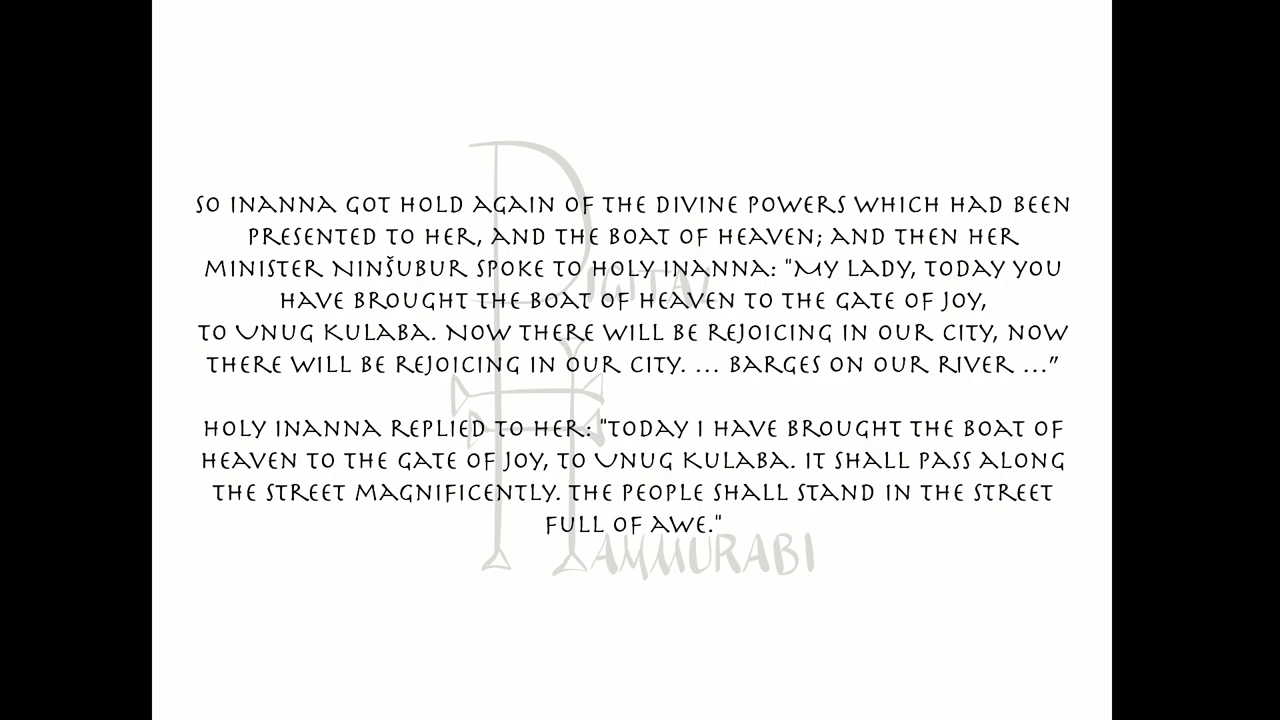 So Inanna got hold again of the divine powers which had been
presented to her, and the Boat of Heaven; and then her
minister Ninšubur spoke to holy Inanna: "My lady, today you
have brought the Boat of Heaven to the Gate of Joy,
to Unug Kulaba. Now there will be rejoicing in our city, now
there will be rejoicing in our city. … barges on our river …”
Holy Inanna replied to her: "Today I have brought the Boat of
Heaven to the Gate of Joy, to Unug Kulaba. It shall pass along
the street magnificently. The people shall stand in the street
full of awe."
Digital
Hammurabi